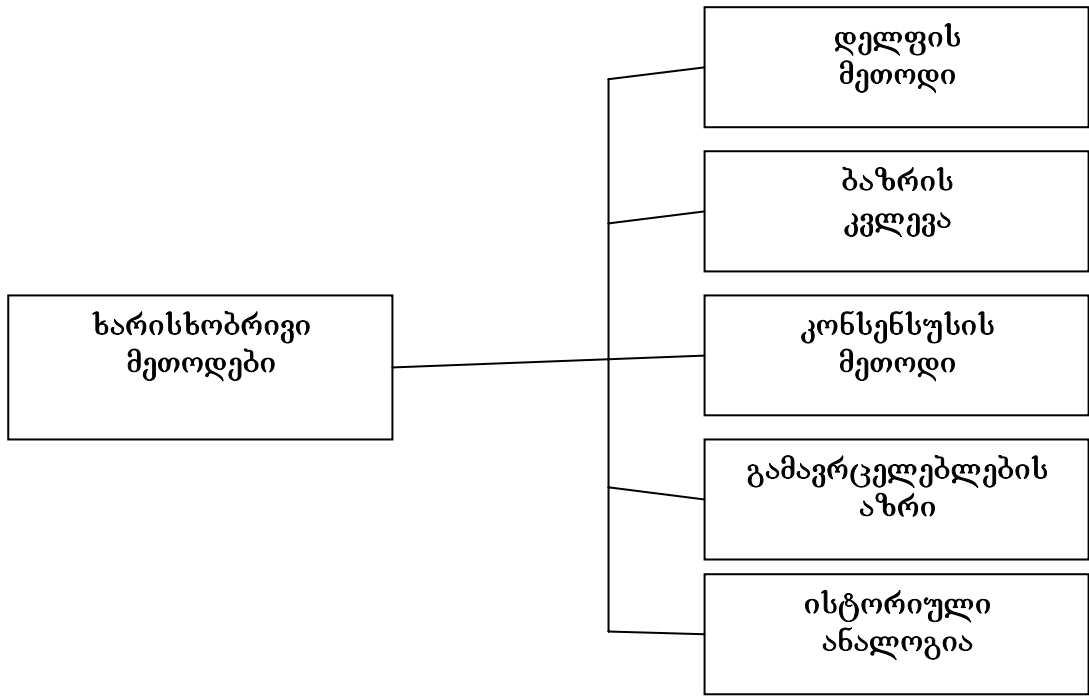 ხარისხობრივი
მეთოდები
დელფის
მეთოდი
ბაზრის
კვლევა
კონსენსუსის
მეთოდი
გამავრცელებლების
აზრი
ისტორიული
ანალოგია